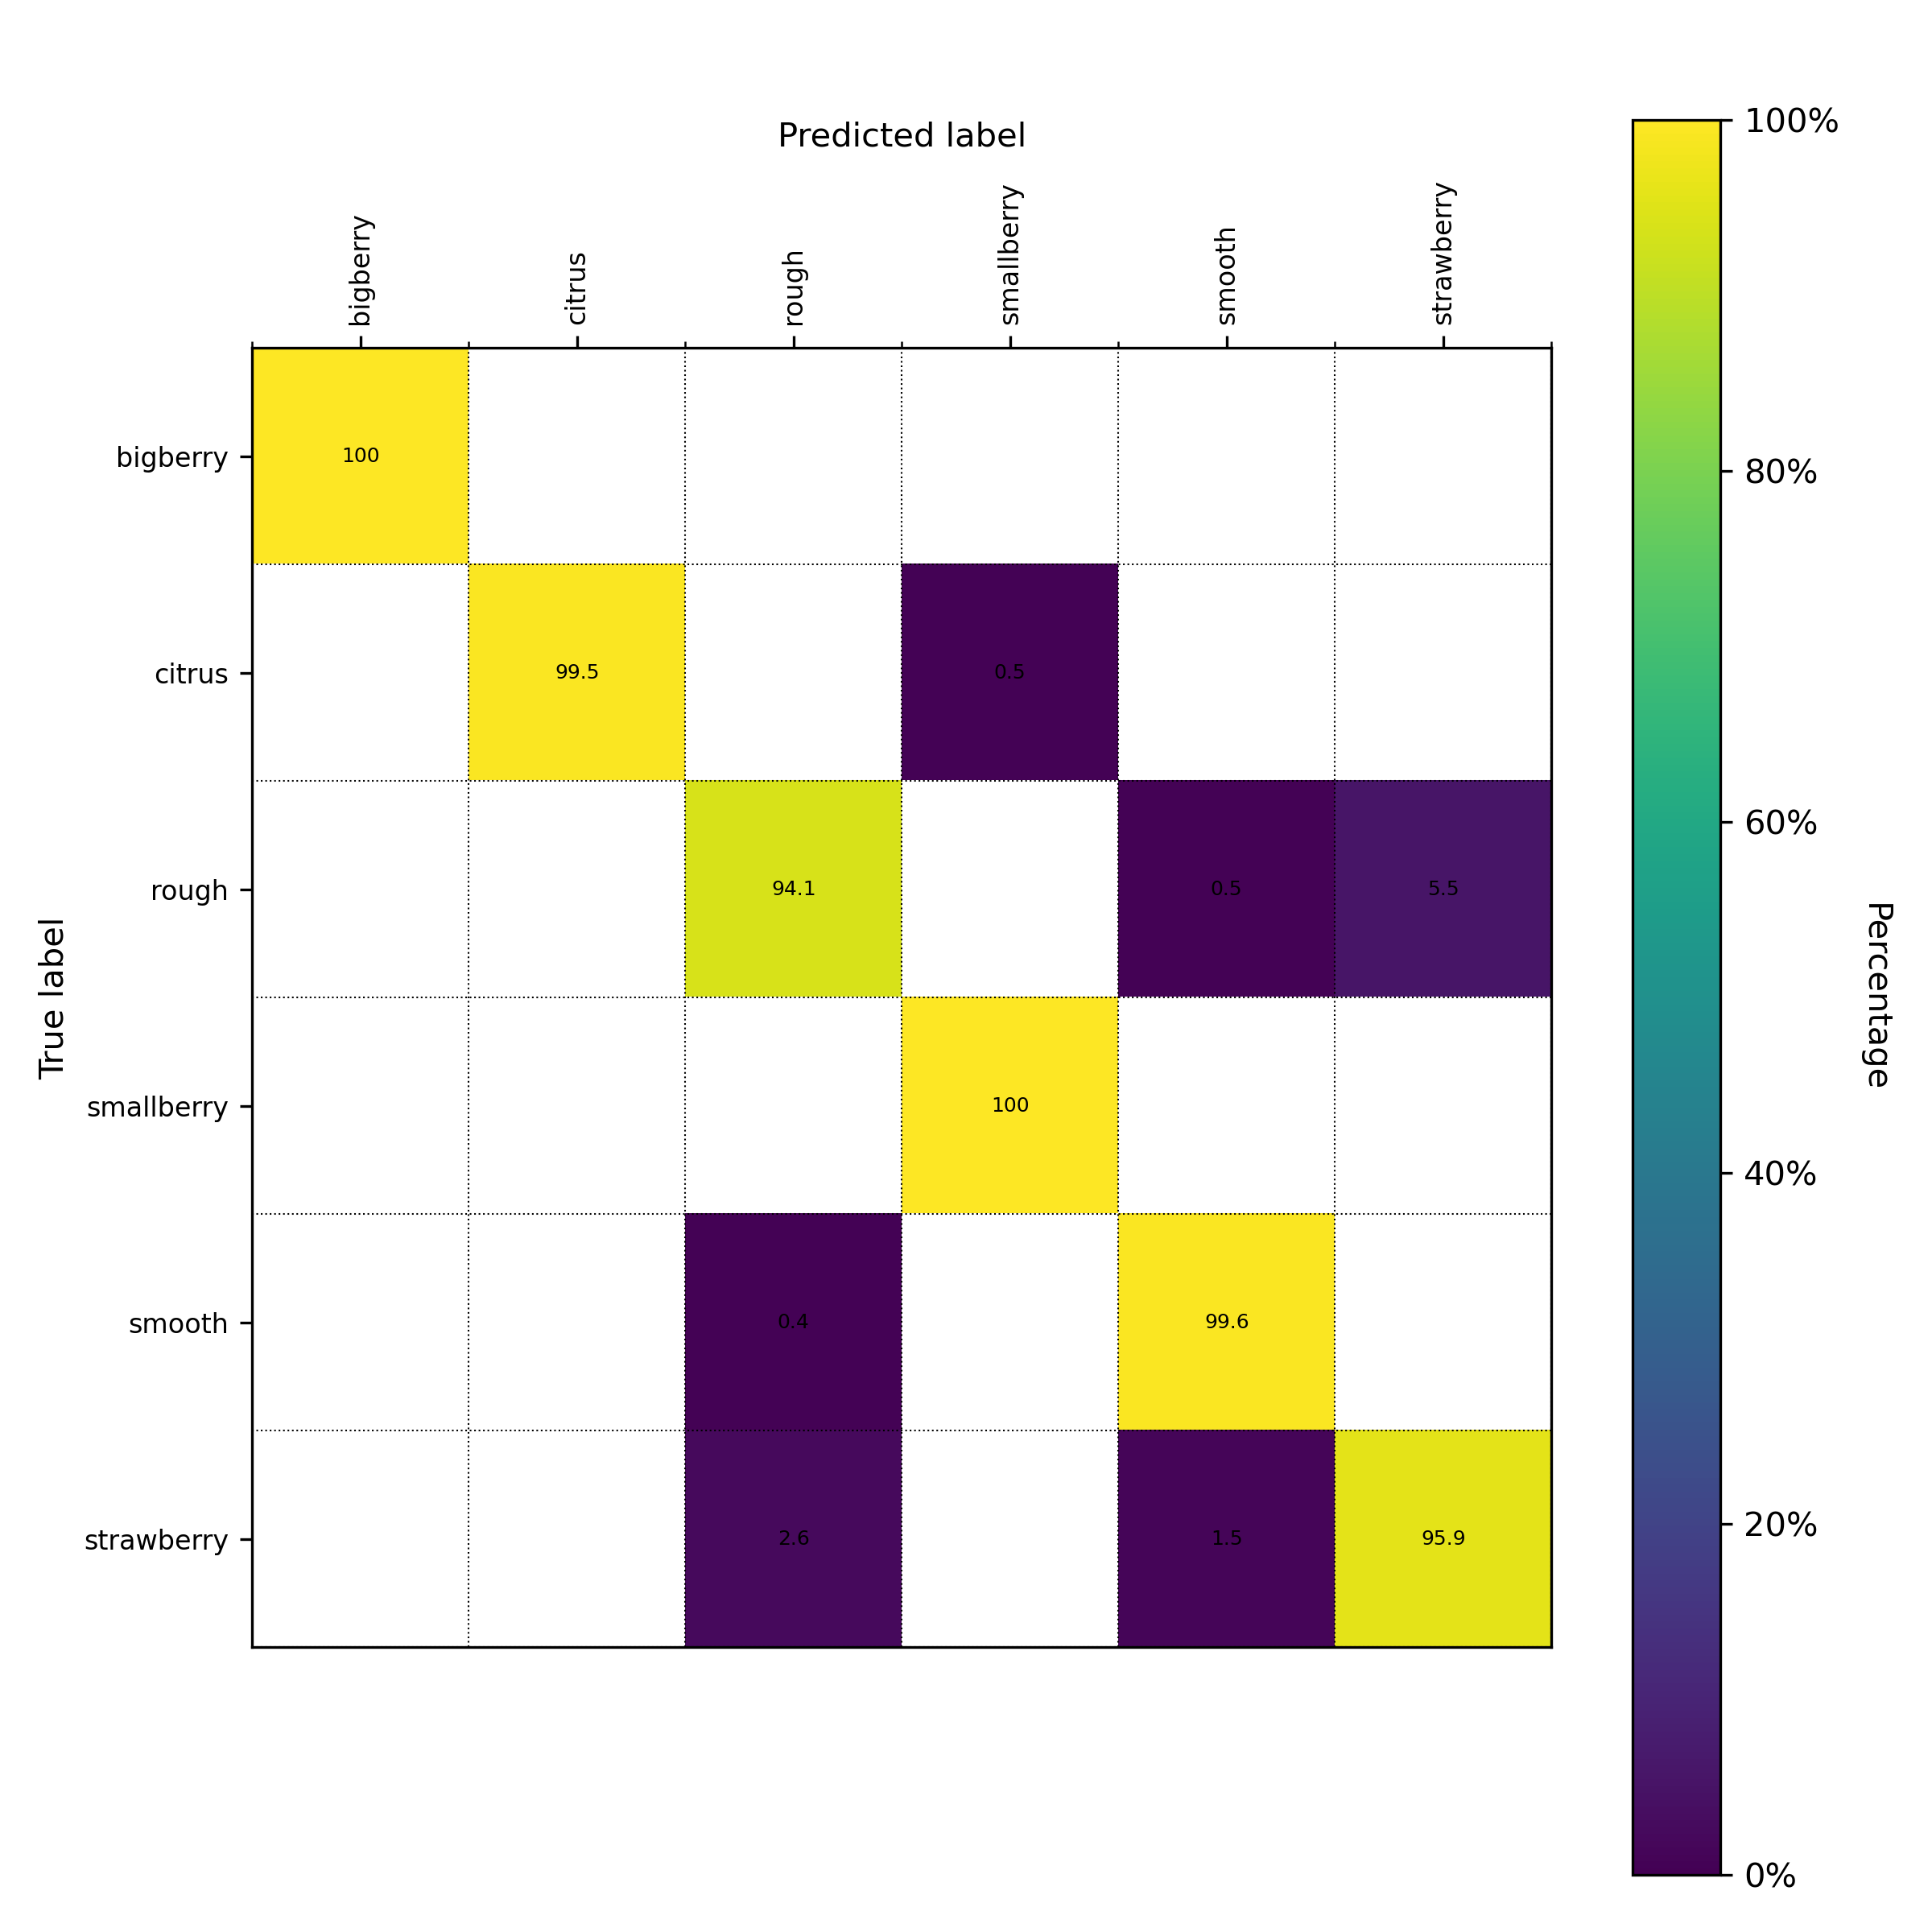 Predicted label
bigberry
citrus
rough
smallberry
smooth
strawberry
True label
bigberry
100
citrus
99.5
0.5
rough
94.1
0.5
5.5
smallberry
100
smooth
0.4
99.6
strawberry
2.6
1.5
95.9
100%
80%
60%
40%
20%
0%
Percentage